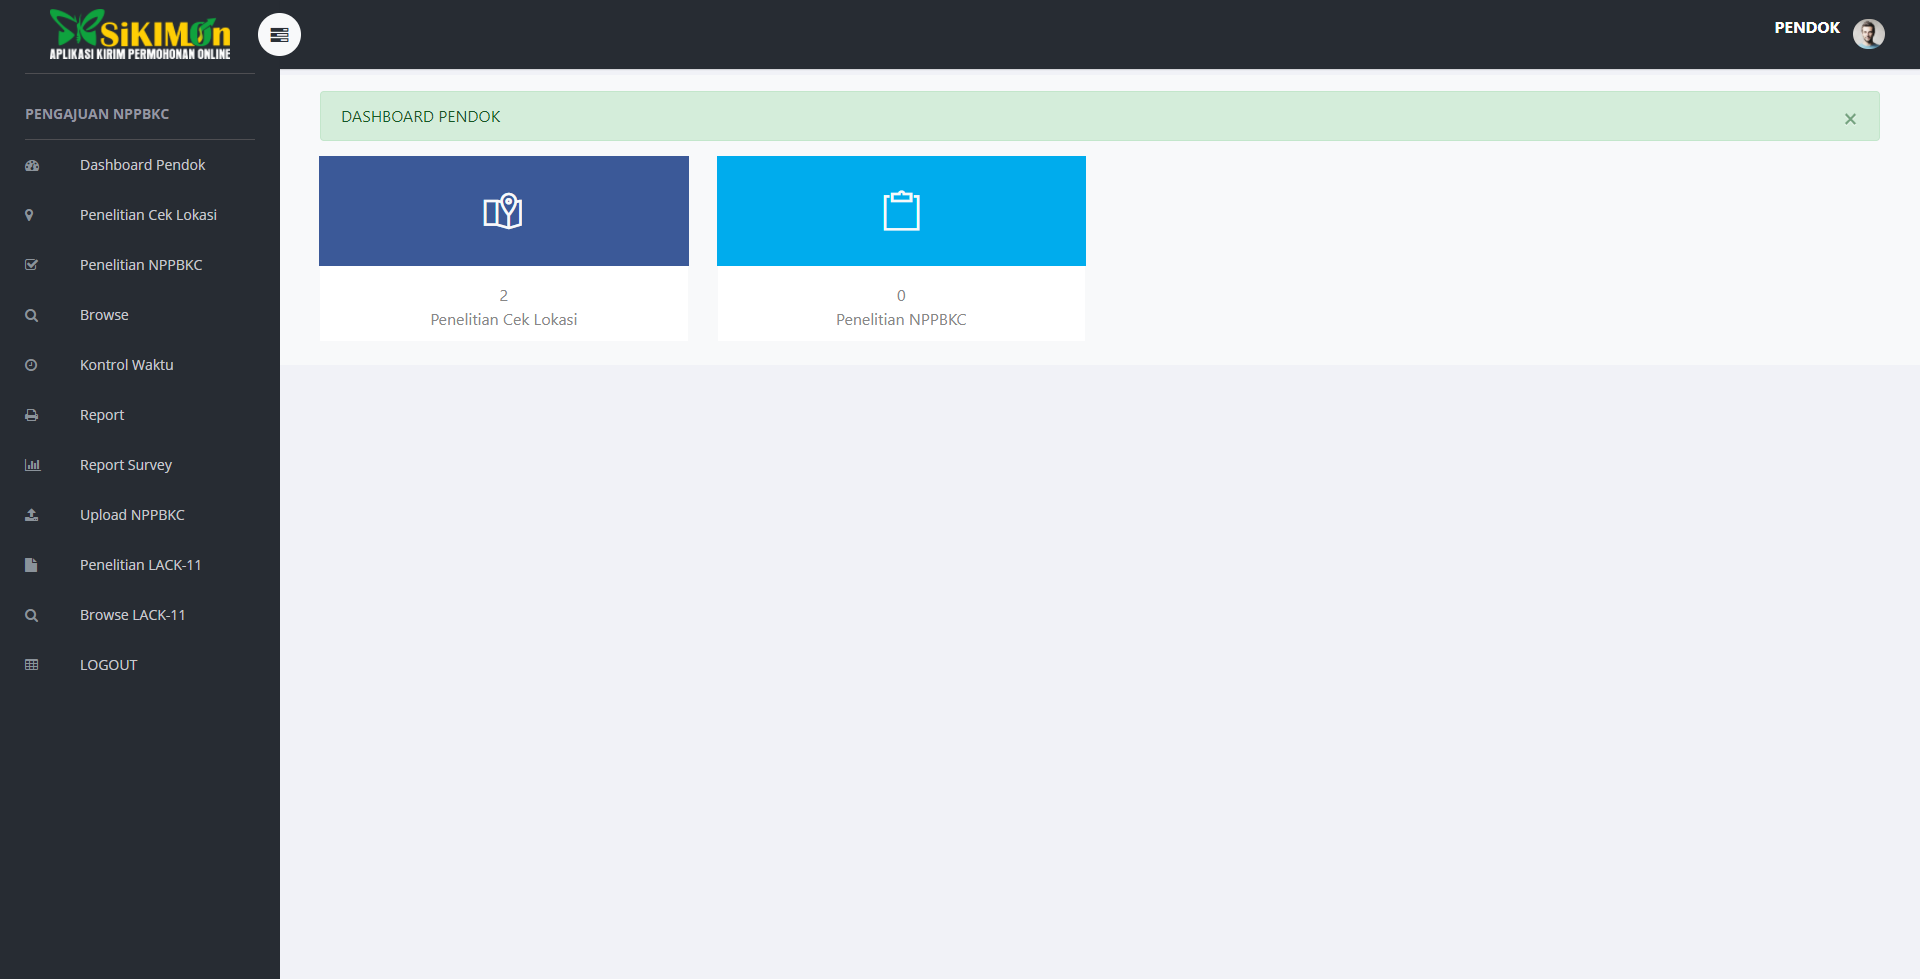 SiKIMOn
APLIKASI KIRIM PERMOHONAN ONLINE
PENDOK
PENGAJUAN NPPBKC
Dashboard Pendok
Penelitian Cek Lokasi
Penelitian NPPBKC
Browse
Kontrol Waktu
Report
Report Survey
Upload NPPBKC
Penelitian LACK-11
Browse LACK-11
LOGOUT
DASHBOARD PENDOK
×
2
Penelitian Cek Lokasi
0
Penelitian NPPBKC